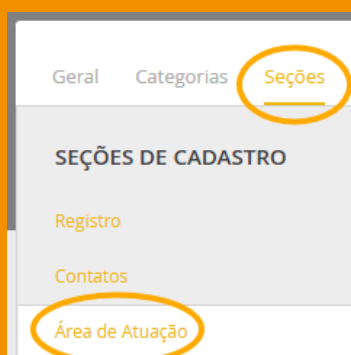 Geral Categorias Seções
SEÇÕES DE CADASTRO
Registro
Contatos
Área de Atuação